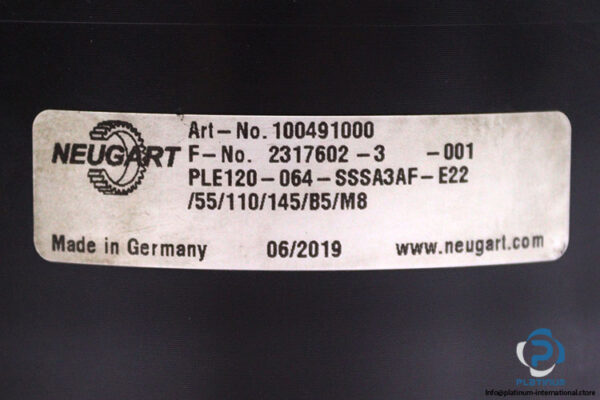 NEUGART
Art-No. 100491000
F-No. 2317602-3 -001
PLE120-064-SSSA3AF-E22
/55/110/145/B5/M8
Made in Germany 06/2019 www.neugart.com
PLATINUM
info@platinum-international.store